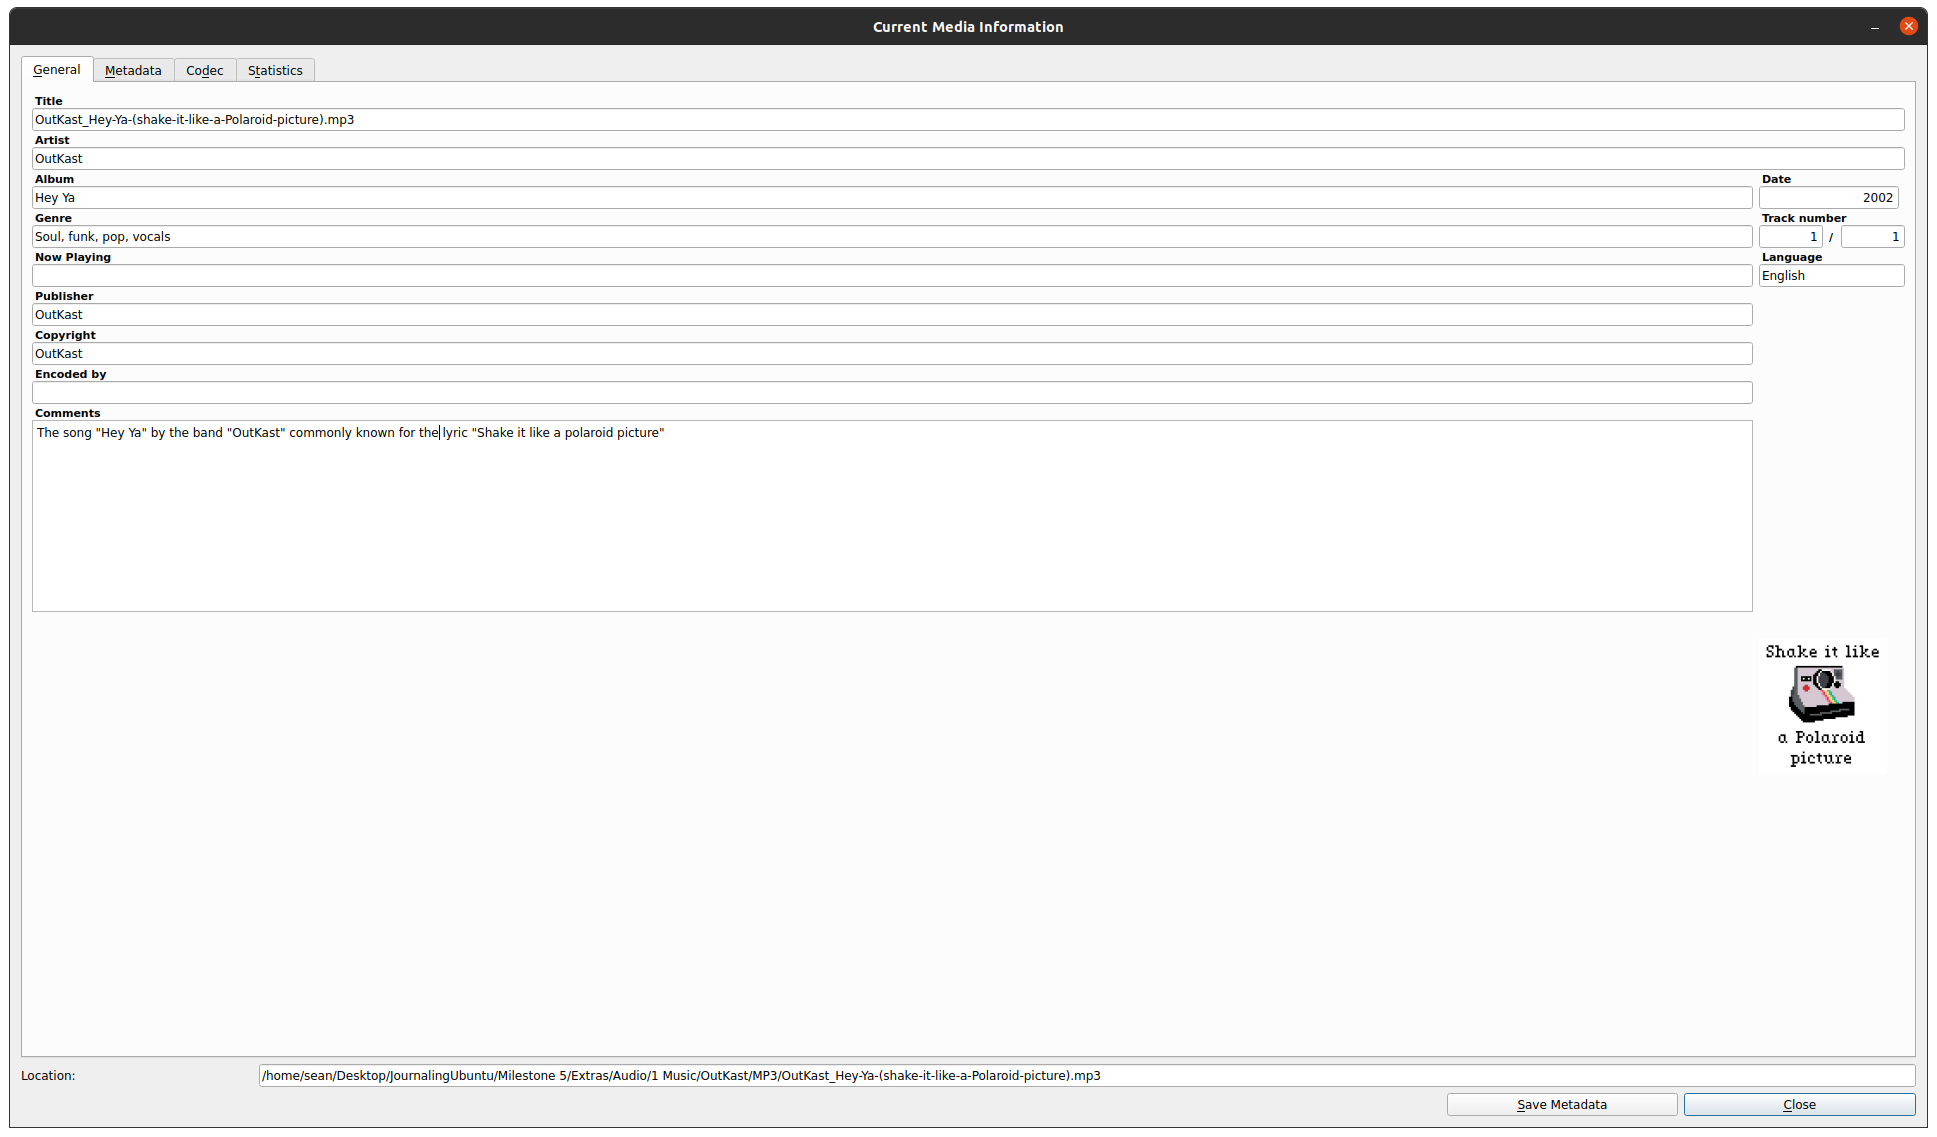 Current Media Information
General Metadata Codec Statistics
Title
OutKast_Hey-Ya-(shake-it-like-a-Polaroid-picture).mp3
Artist
OutKast
Album Date
Hey Ya 2002
Genre Track number
Soul, funk, pop, vocals 1 / 1
Now Playing Language
English
Publisher
OutKast
Copyright
OutKast
Encoded by
Comments
The song "Hey Ya" by the band "OutKast" commonly known for the lyric "Shake it like a polaroid picture"
Shake it like
a Polaroid
picture
Location: /home/sean/Desktop/JournalingUbuntu/Milestone 5/Extras/Audio/1 Music/OutKast/MP3/OutKast_Hey-Ya-(shake-it-like-a-Polaroid-picture).mp3
Save Metadata Close